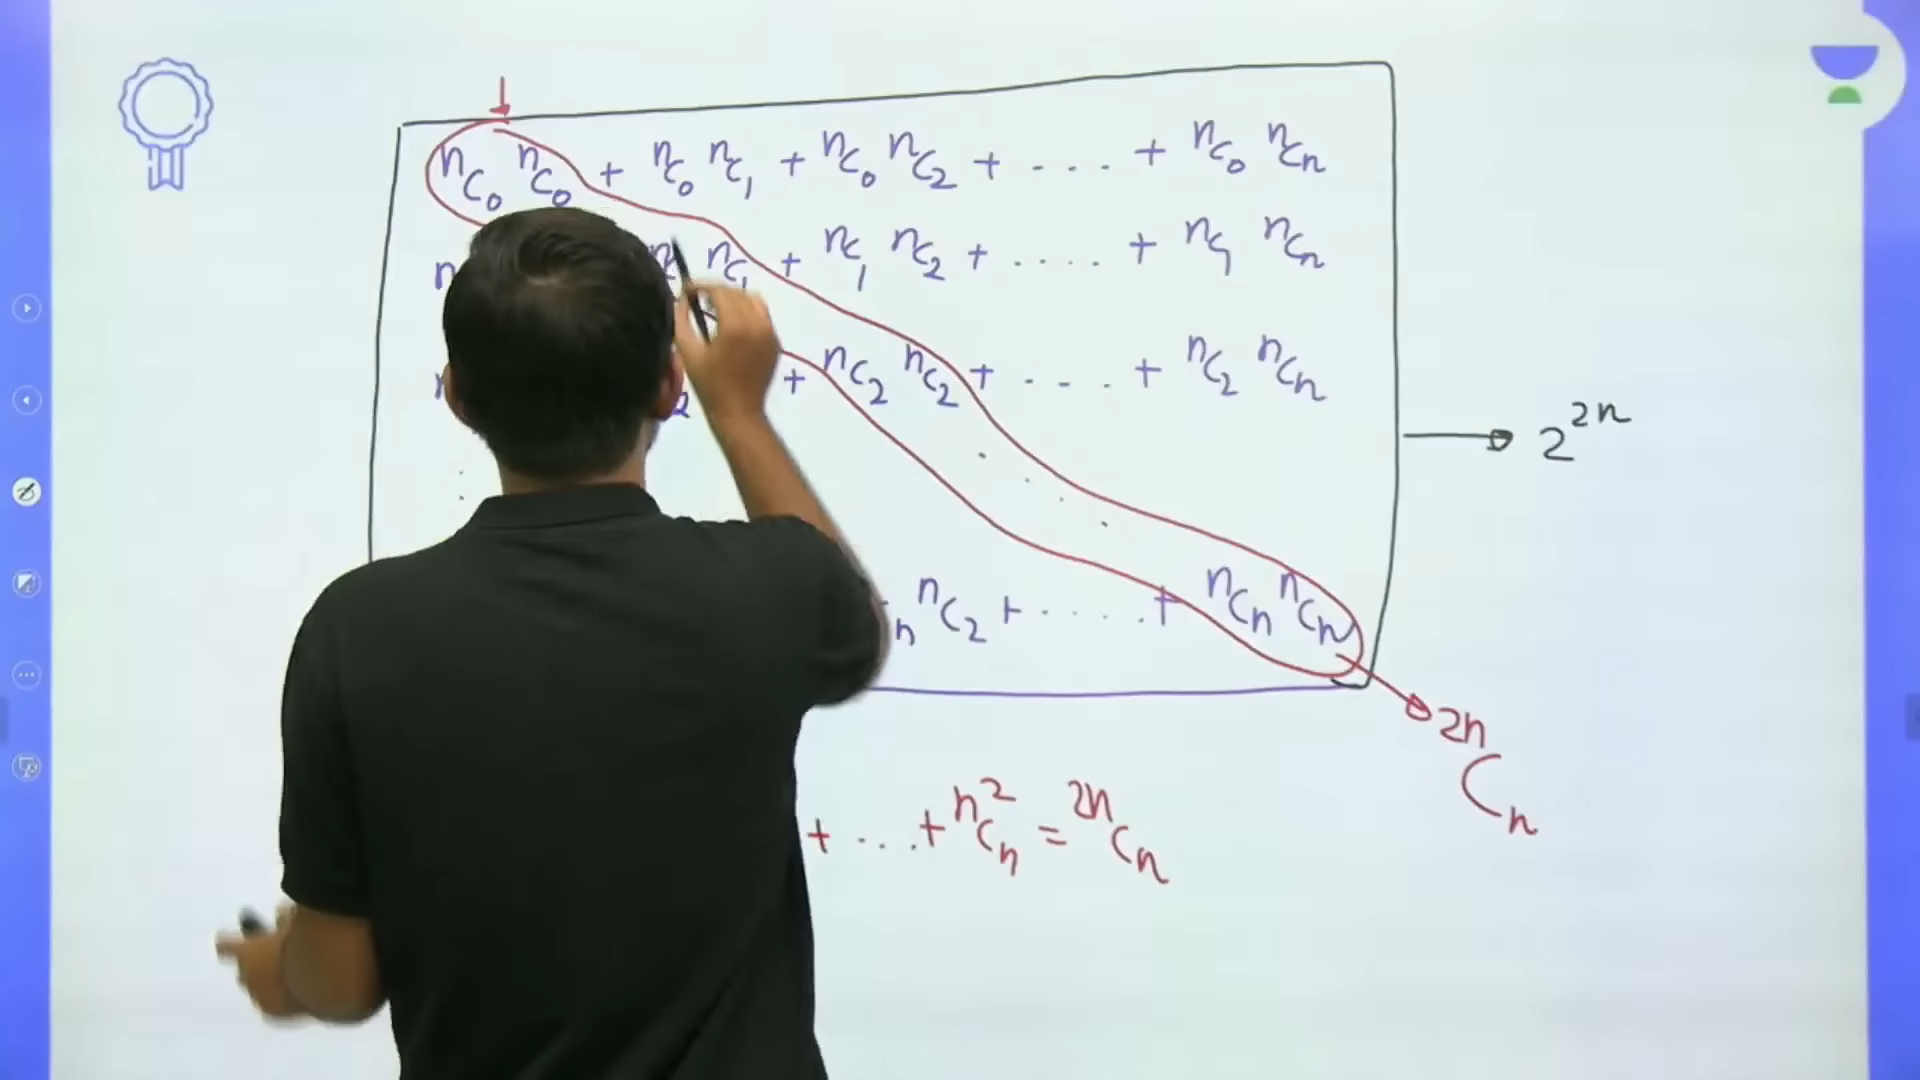 ⁿC₀ ⁿC₀ + ⁿC₀ ⁿC₁ + ⁿC₀ ⁿC₂ + .... + ⁿC₀ ⁿCₙ
n ⁿC₁ + ⁿC₁ ⁿC₂ + ..... + ⁿC₁ ⁿCₙ
n ₂ + ⁿC₂ ⁿC₂ + .... + ⁿC₂ ⁿCₙ
2²ⁿ
ₙ ⁿC₂ + ..... + ⁿCₙ ⁿCₙ
²ⁿCₙ
+ ... + ⁿCₙ² = ²ⁿCₙ